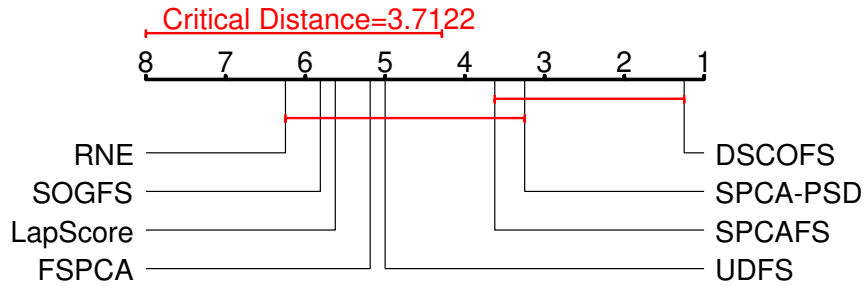 Critical Distance=3.7122
8 7 6 5 4 3 2 1
RNE DSCOFS
SOGFS SPCA-PSD
LapScore SPCAFS
FSPCA UDFS